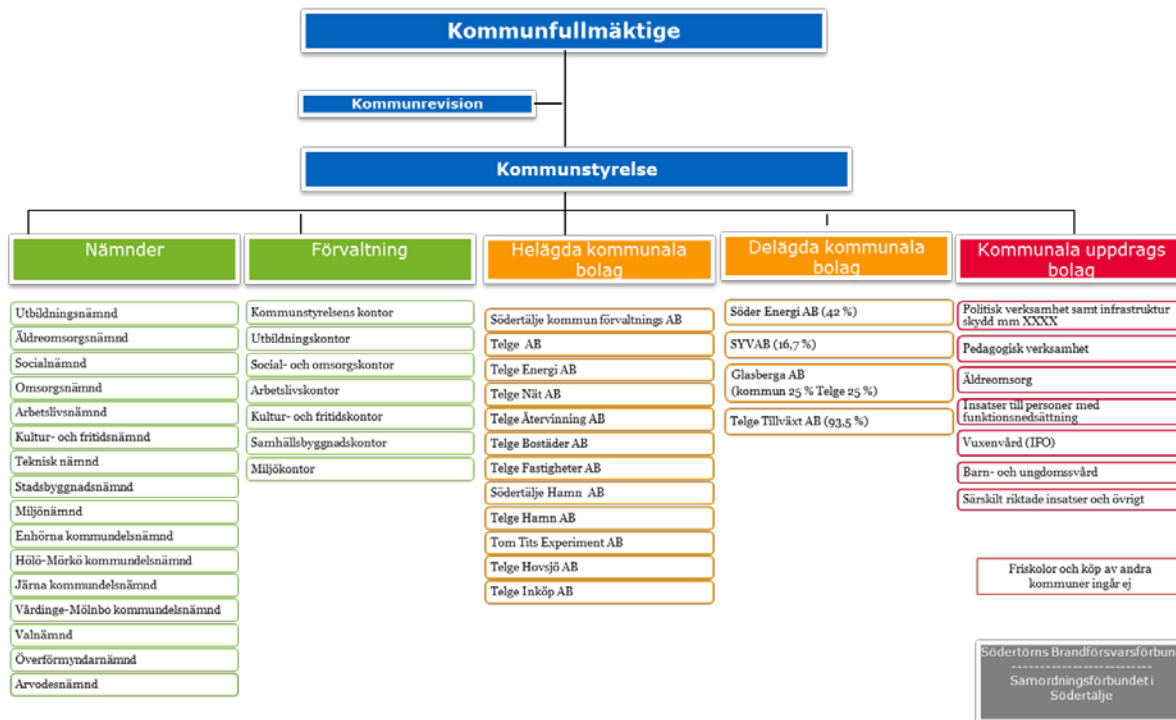 Kommunfullmäktige
Kommunrevision
Kommunstyrelse
Nämnder
Utbildningsnämnd
Äldreomsorgsnämnd
Socialnämnd
Omsorgsnämnd
Arbetslivsnämnd
Kultur- och fritidsnämnd
Teknisk nämnd
Stadsbyggnadsnämnd
Miljönämnd
Enhörna kommundelsnämnd
Hölö-Mörkö kommundelsnämnd
Järna kommundelsnämnd
Vårdinge-Mölnbo kommundelsnämnd
Valnämnd
Överförmyndarnämnd
Arvodesnämnd
Förvaltning
Kommunstyrelsens kontor
Utbildningskontor
Social- och omsorgskontor
Arbetslivskontor
Kultur- och fritidskontor
Samhällsbyggnadskontor
Miljökontor
Helägda kommunala
bolag
Södertälje kommun förvaltnings AB
Telge AB
Telge Energi AB
Telge Nät AB
Telge Återvinning AB
Telge Bostäder AB
Telge Fastigheter AB
Södertälje Hamn AB
Telge Hamn AB
Tom Tits Experiment AB
Telge Hovsjö AB
Telge Inköp AB
Delägda kommunala
bolag
Söder Energi AB (42 %)
SYVAB (16,7 %)
Glasberga AB
(kommun 25 % Telge 25 %)
Telge Tillväxt AB (93,5 %)
Kommunala uppdrags
bolag
Politisk verksamhet samt infrastruktur
skydd mm XXXX
Pedagogisk verksamhet
Äldreomsorg
Insatser till personer med
funktionsnedsättning
Vuxenvård (IFO)
Barn- och ungdomssvård
Särskilt riktade insatser och övrigt
Friskolor och köp av andra
kommuner ingår ej
Södertörns Brandförsvarsförbun
--------------------------
Samordningsförbundet i
Södertälje